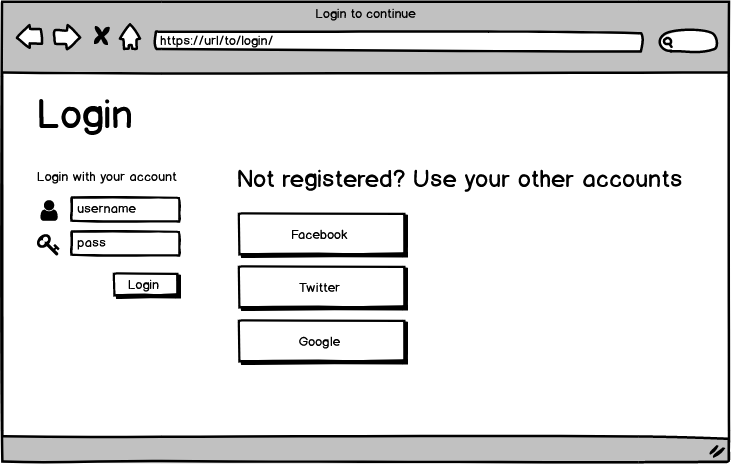 Login to continue
https://url/to/login/
Login
Login with your account
username
pass
Login
Not registered? Use your other accounts
Facebook
Twitter
Google